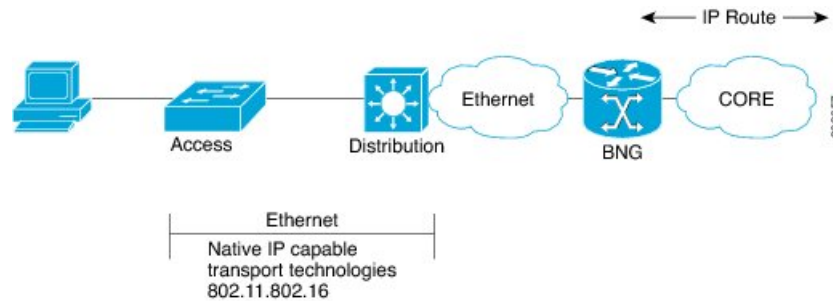 IP Route
Ethernet
CORE
Access
Distribution
BNG
Ethernet
Native IP capable
transport technologies
802.11.802.16